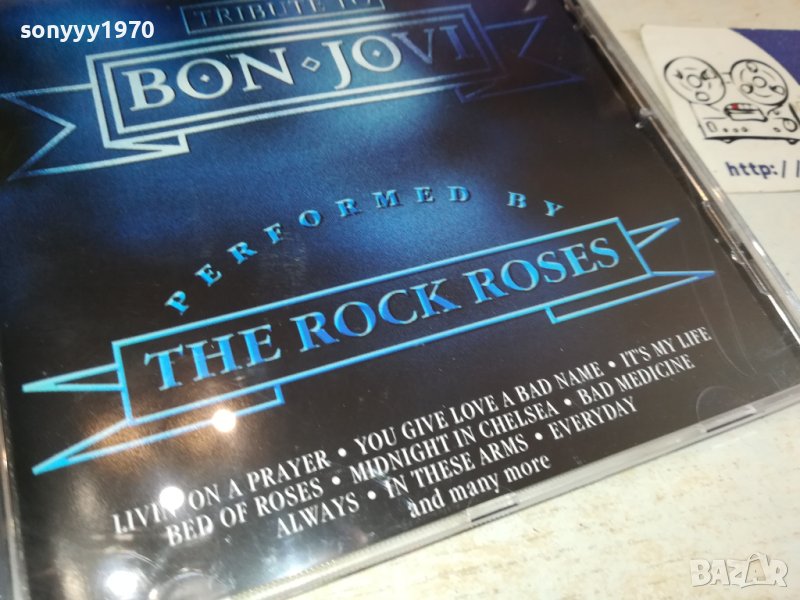 sonyyy1970
TRIBUTE TO
BON·JOVI
http://
PERFORMED BY
THE ROCK ROSES
LIVIN' ON A PRAYER • YOU GIVE LOVE A BAD NAME • IT'S MY LIFE
BED OF ROSES • MIDNIGHT IN CHELSEA • BAD MEDICINE
ALWAYS • IN THESE ARMS • EVERYDAY
and many more
BAZAR